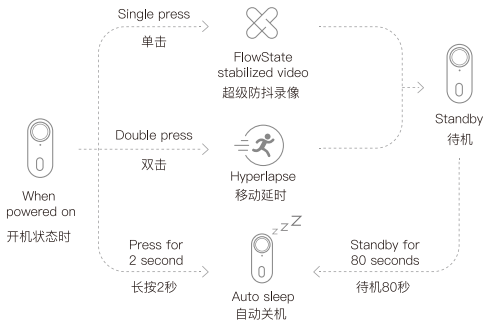 Single press
单击
FlowState
stabilized video
超级防抖录像
Standby
待机
Double press
双击
Hyperlapse
移动延时
When
powered on
开机状态时
Press for
2 second
长按2秒
z z Z
Auto sleep
自动关机
Standby for
80 seconds
待机80秒